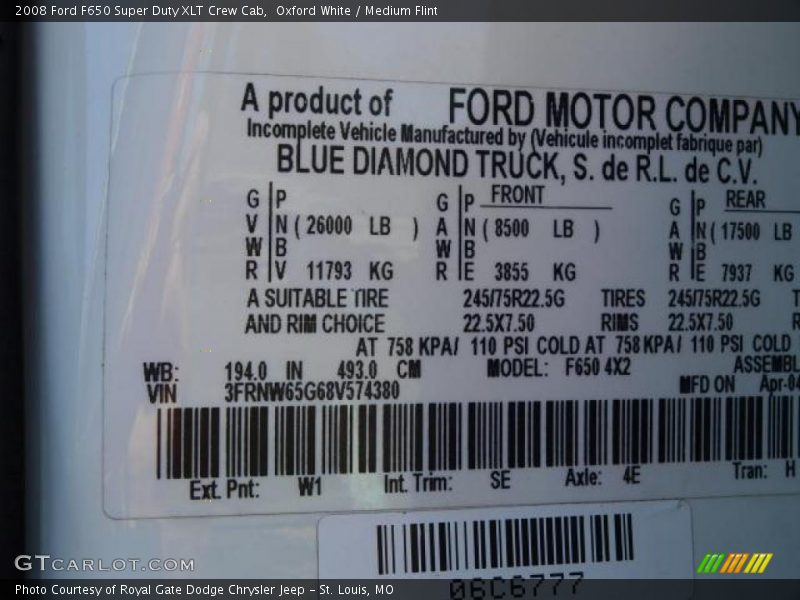 2008 Ford F650 Super Duty XLT Crew Cab,  Oxford White / Medium Flint
A product of FORD MOTOR COMPANY
Incomplete Vehicle Manufactured by (Vehicule incomplet fabrique par)
BLUE DIAMOND TRUCK, S. de R.L. de C.V.
G P G P FRONT G P REAR
V N ( 26000 LB ) A N ( 8500 LB ) A N ( 17500 LB
W B W B W B
R V 11793 KG R E 3855 KG R E 7937 KG
A SUITABLE TIRE 245/75R22.5G TIRES 245/75R22.5G T
AND RIM CHOICE 22.5X7.50 RIMS 22.5X7.50 R
AT 758 KPA/ 110 PSI COLD AT 758 KPA/ 110 PSI COLD
WB: 194.0 IN 493.0 CM MODEL: F650 4X2 ASSEMBL
VIN 3FRNW65G68V574380 MFD ON Apr-04
Ext. Pnt: W1 Int. Trim: SE Axle: 4E Tran: H
06C6777
GTCARLOT.COM
Photo Courtesy of Royal Gate Dodge Chrysler Jeep – St. Louis, MO